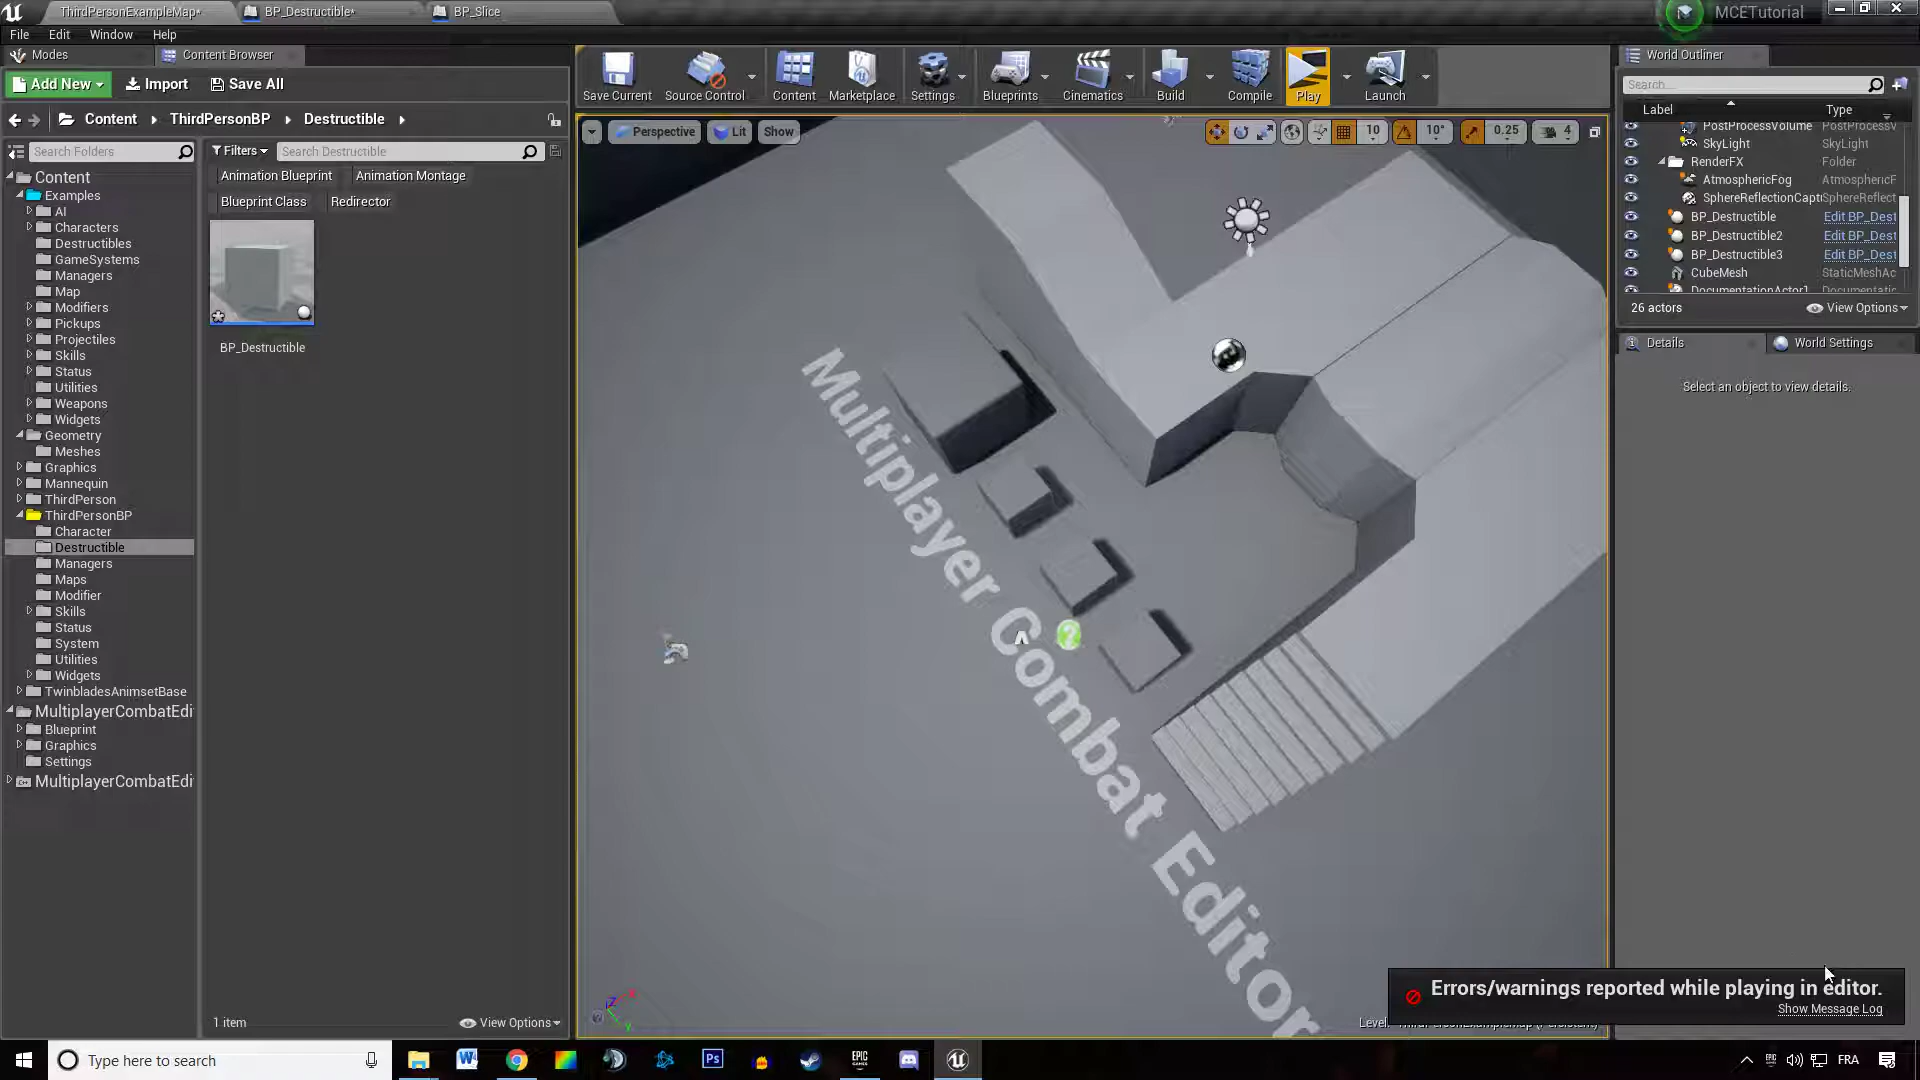 ThirdPersonExampleMap*
BP_Destructible*
BP_Slice
MCETutorial
File Edit Window Help
Modes
Content Browser
World Outliner
Add New
Import
Save All
Save Current
Source Control
Content
Marketplace
Settings
Blueprints
Cinematics
Build
Compile
Play
Launch
Search...
Label
Type
Content
ThirdPersonBP
Destructible
Search Folders
Filters
Search Destructible
Perspective
Lit
Show
10
10°
0.25
4
Animation Blueprint
Animation Montage
Blueprint Class
Redirector
BP_Destructible
Content
Examples
AI
Characters
Destructibles
GameSystems
Managers
Map
Modifiers
Pickups
Projectiles
Skills
Status
Utilities
Weapons
Widgets
Geometry
Meshes
Graphics
Mannequin
ThirdPerson
ThirdPersonBP
Character
Destructible
Managers
Maps
Modifier
Skills
Status
System
Utilities
Widgets
TwinbladesAnimsetBase
MultiplayerCombatEdi
Blueprint
Graphics
Settings
MultiplayerCombatEdi
1 item
View Options
Multiplayer Combat Editor
PostProcessVolume PostProcessV
SkyLight SkyLight
RenderFX Folder
AtmosphericFog AtmosphericF
SphereReflectionCapt SphereReflect
BP_Destructible Edit BP_Dest
BP_Destructible2 Edit BP_Dest
BP_Destructible3 Edit BP_Dest
CubeMesh StaticMeshAc
DocumentationActor1 Documentatic
26 actors
View Options
Details
World Settings
Select an object to view details.
Errors/warnings reported while playing in editor.
Show Message Log
Z X Y
Type here to search
FRA